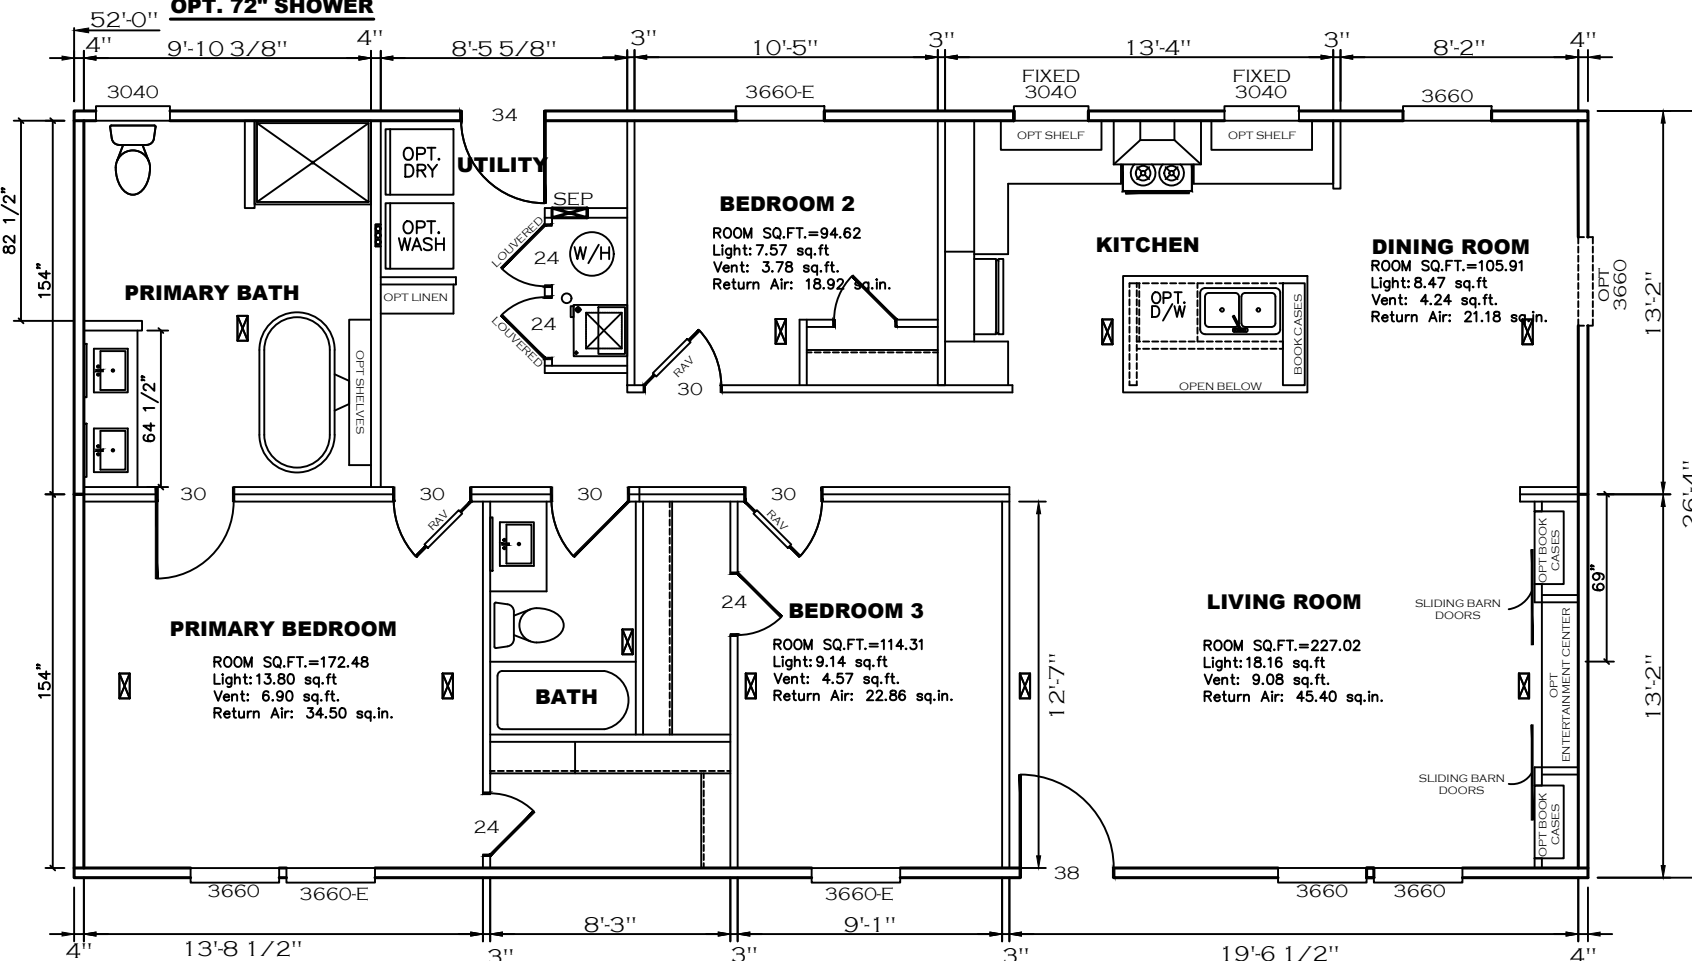 OPT. 72" SHOWER
52'-0"
4" 9'-10 3/8" 4" 8'-5 5/8" 3" 10'-5" 3" 13'-4" 3" 8'-2" 4"
3040 34 3660-E FIXED 3040 FIXED 3040 3660
OPT. DRY
UTILITY
OPT SHELF
OPT SHELF
OPT. WASH
SEP
LOUVERED
24
W/H
OPT LINEN
24
LOUVERED
82 1/2"
154"
PRIMARY BATH
64 1/2"
OPT SHELVES
BEDROOM 2
ROOM SQ.FT.=94.62
Light:7.57 sq.ft
Vent: 3.78 sq.ft.
Return Air: 18.92 sq.in.
RAV
30
KITCHEN
OPT. D/W
BOOK CASES
OPEN BELOW
DINING ROOM
ROOM SQ.FT.=105.91
Light:8.47 sq.ft
Vent: 4.24 sq.ft.
Return Air: 21.18 sq.in.
OPT 3660
13'-2"
26'-4"
30 30 30 30
RAV
RAV
154"
PRIMARY BEDROOM
ROOM SQ.FT.=172.48
Light:13.80 sq.ft
Vent: 6.90 sq.ft.
Return Air: 34.50 sq.in.
BATH
24
24
BEDROOM 3
ROOM SQ.FT.=114.31
Light:9.14 sq.ft
Vent: 4.57 sq.ft.
Return Air: 22.86 sq.in.
12'-7"
LIVING ROOM
ROOM SQ.FT.=227.02
Light:18.16 sq.ft
Vent: 9.08 sq.ft.
Return Air: 45.40 sq.in.
SLIDING BARN
DOORS
OPT BOOK
CASES
69"
OPT
ENTERTAINMENT CENTER
13'-2"
SLIDING BARN
DOORS
OPT BOOK
CASES
3660 3660-E 3660-E 38 3660 3660
4" 13'-8 1/2" 3" 8'-3" 3" 9'-1" 3" 19'-6 1/2" 4"